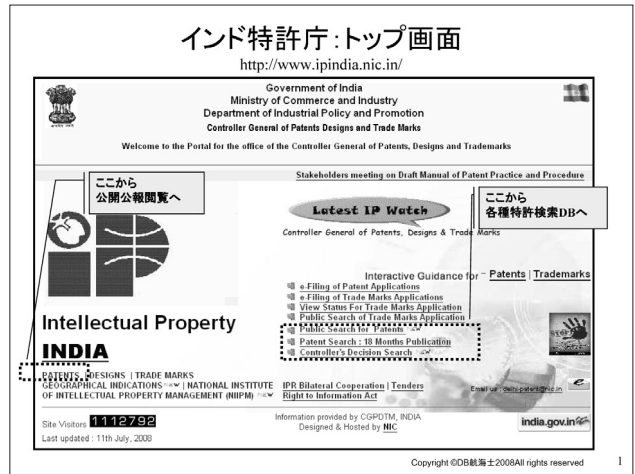 インド特許庁：トップ画面
http://www.ipindia.nic.in/
Government of India
Ministry of Commerce and Industry
Department of Industrial Policy and Promotion
Controller General of Patents Designs and Trade Marks
Welcome to the Portal for the office of the Controller General of Patents, Designs and Trademarks
Stakeholders meeting on Draft Manual of Patent Practice and Procedure
ここから
公開公報閲覧へ
ここから
各種特許検索DBへ
Latest IP Watch
Controller General of Patents, Designs & Trade Marks
Interactive Guidance for - Patents | Trademarks
e-Filing of Patent Applications
e-Filing of Trade Marks Applications
View Status For Trade Marks Application
Public Search of Trade Marks Application
Public Search for Patents
Patent Search : 18 Months Publication
Controller's Decision Search
Intellectual Property
INDIA
PATENTS | DESIGNS | TRADE MARKS
GEOGRAPHICAL INDICATIONS | NATIONAL INSTITUTE
OF INTELLECTUAL PROPERTY MANAGEMENT (NIIPM)
IPR Bilateral Cooperation | Tenders
Right to Information Act
Email us : delhi-patent@nic.in
Site Visitors 1112792
Last updated : 11th July, 2008
Information provided by CGPDTM, INDIA
Designed & Hosted by NIC
india.gov.in
Copyright ©DB航海士2008All rights reserved
1